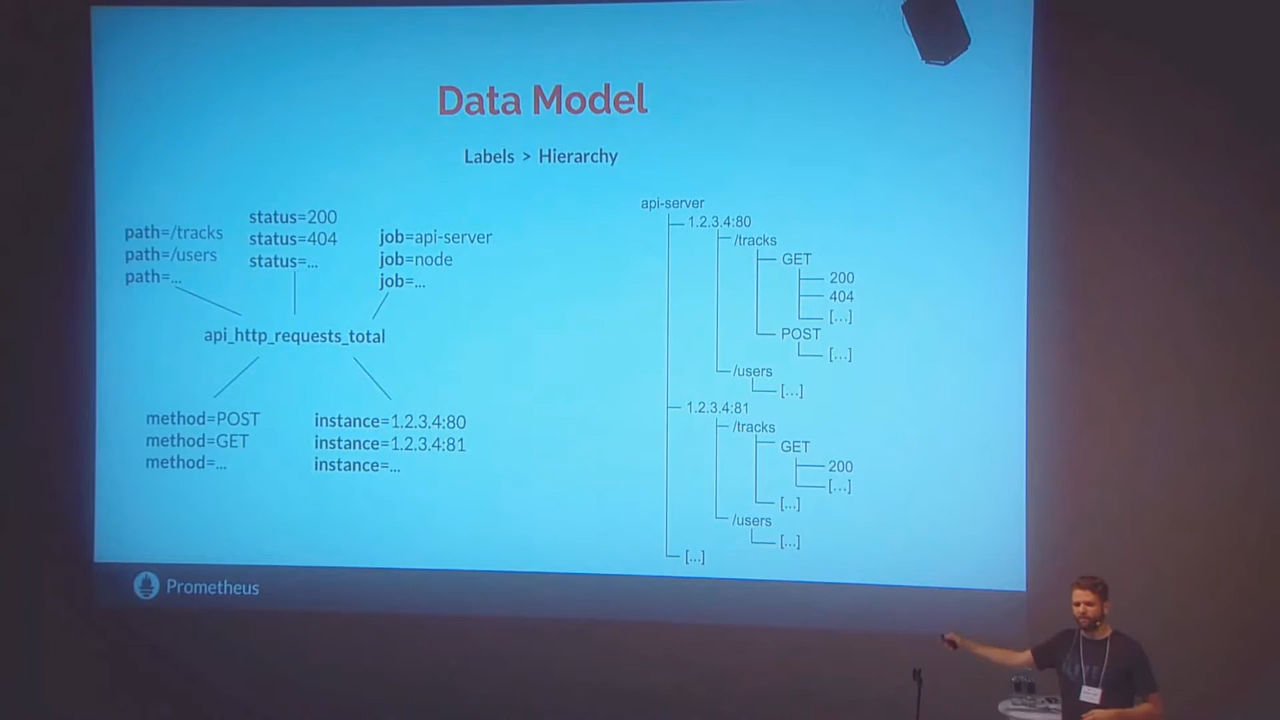 Data Model
Labels > Hierarchy
path=/tracks
path=/users
path=...
status=200
status=404
status=...
job=api-server
job=node
job=...
api_http_requests_total
method=POST
method=GET
method=...
instance=1.2.3.4:80
instance=1.2.3.4:81
instance=...
api-server
1.2.3.4:80
/tracks
GET
200
404
[...]
POST
[...]
/users
[...]
1.2.3.4:81
/tracks
GET
200
[...]
[...]
/users
[...]
[...]
Prometheus